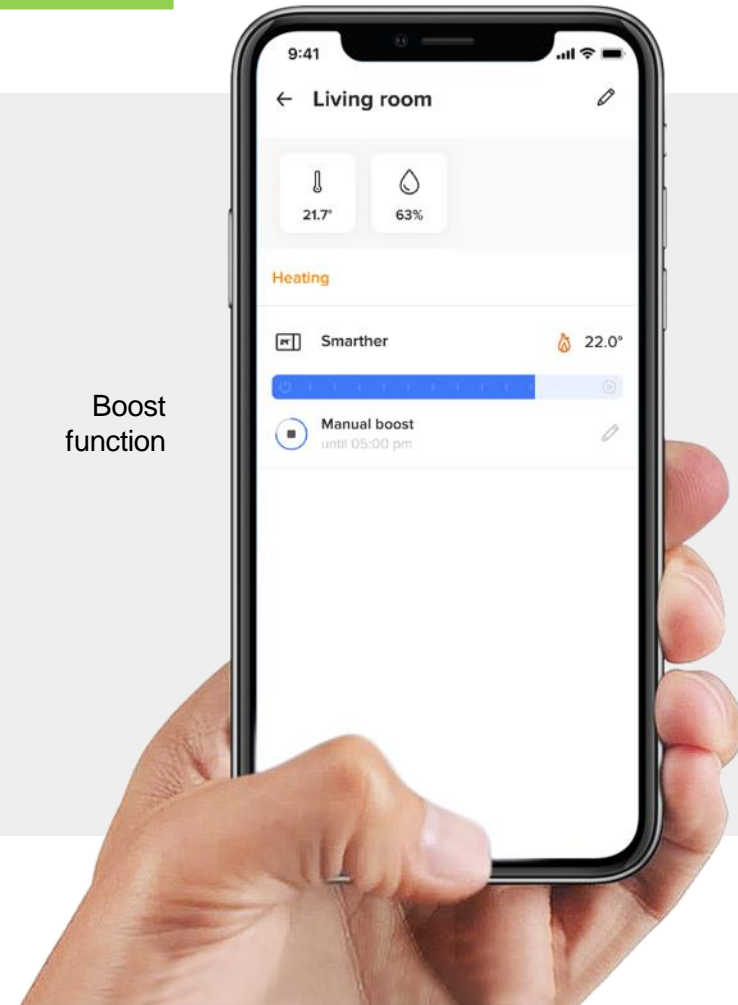 9:41
Living room
21.7°
63%
Heating
Smarther
22.0°
Manual boost
until 05:00 pm
Boost
function